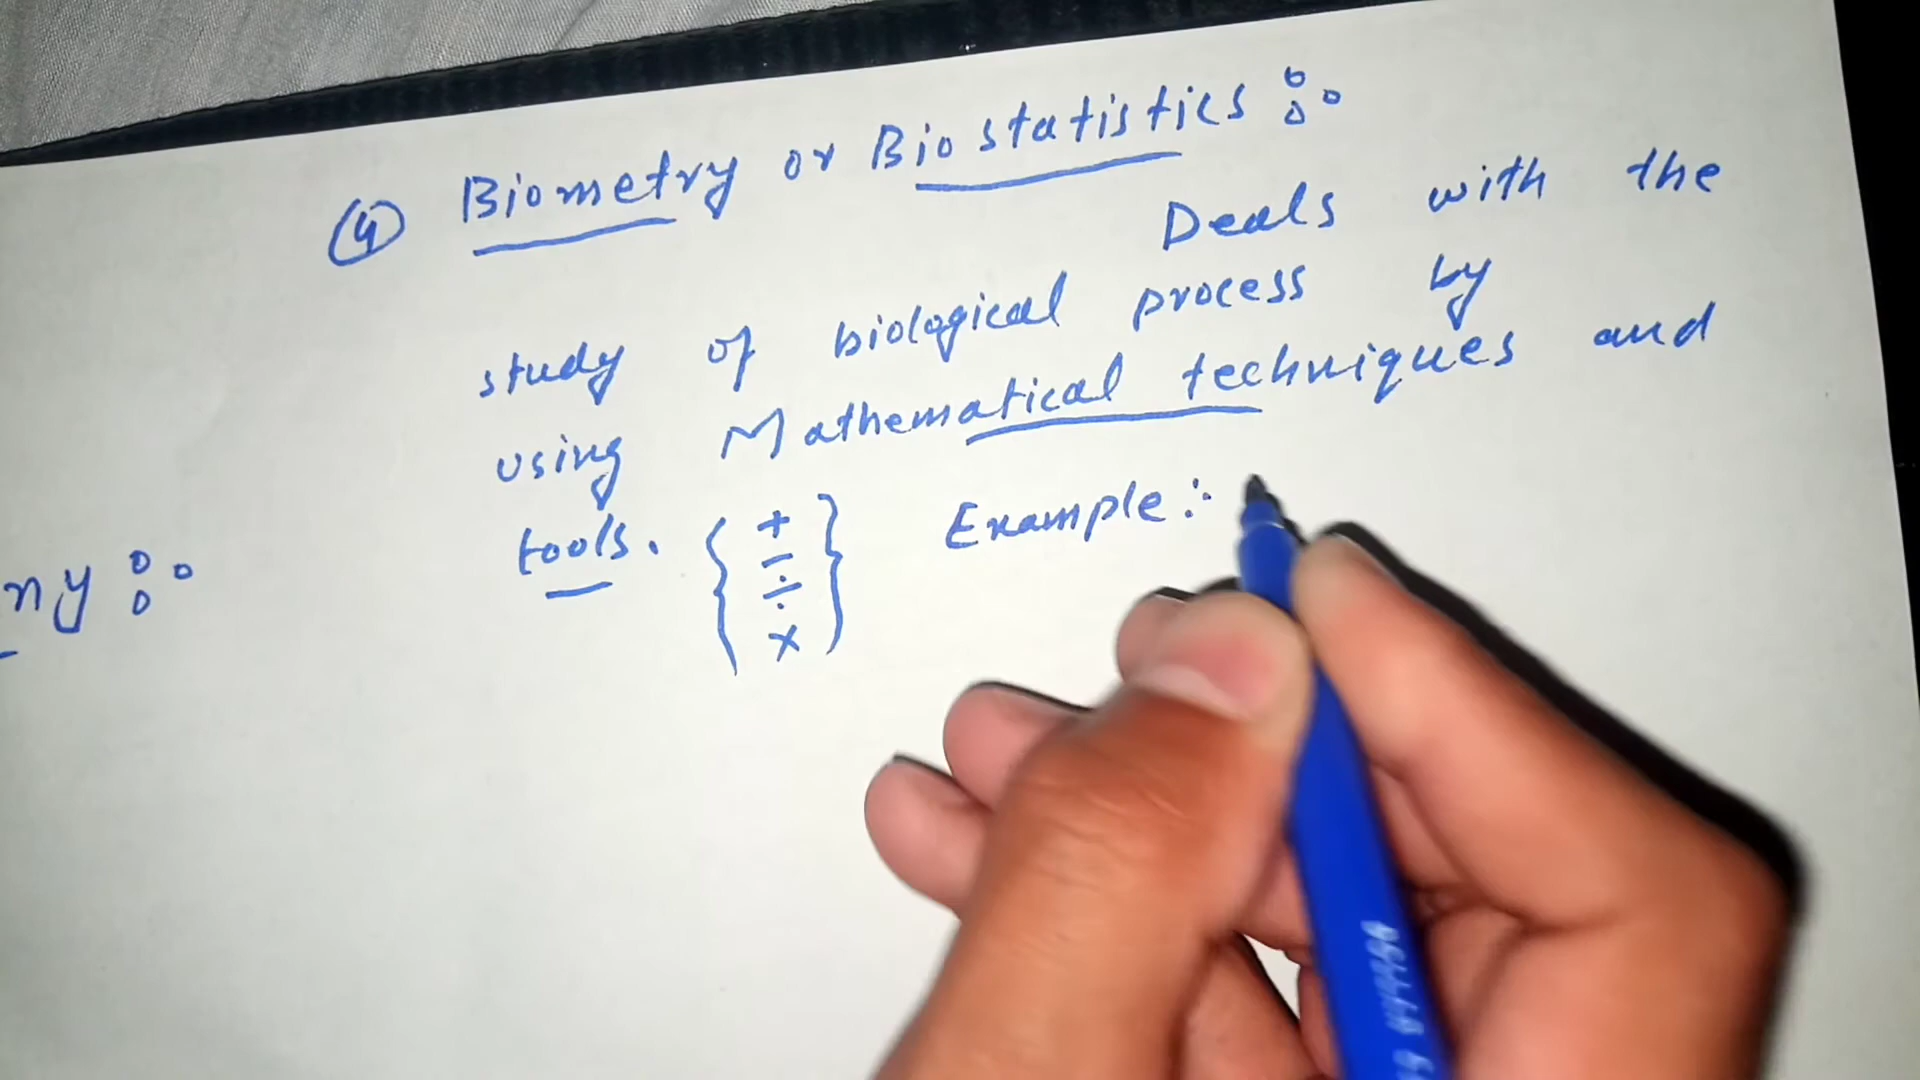 ④ Biometry or Biostatistics :-
Deals with the
study of biological process by
using Mathematical techniques and
tools. { + − ÷ × } Example :-
ny :-